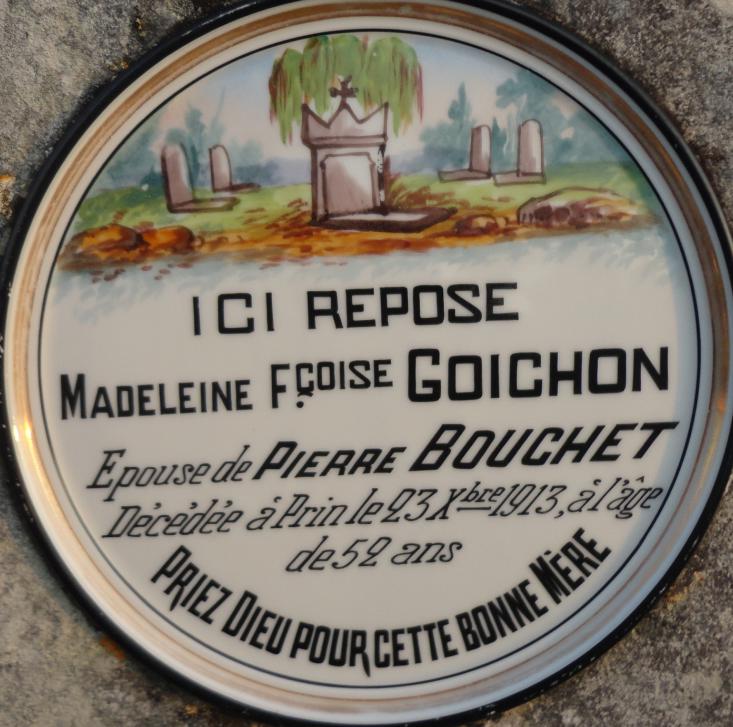 ICI REPOSE
MADELEINE FÇOISE GOICHON
Epouse de PIERRE BOUCHET
Décédée à Prin le 23 Xbre 1913, à l'âge
de 52 ans
PRIEZ DIEU POUR CETTE BONNE MÈRE